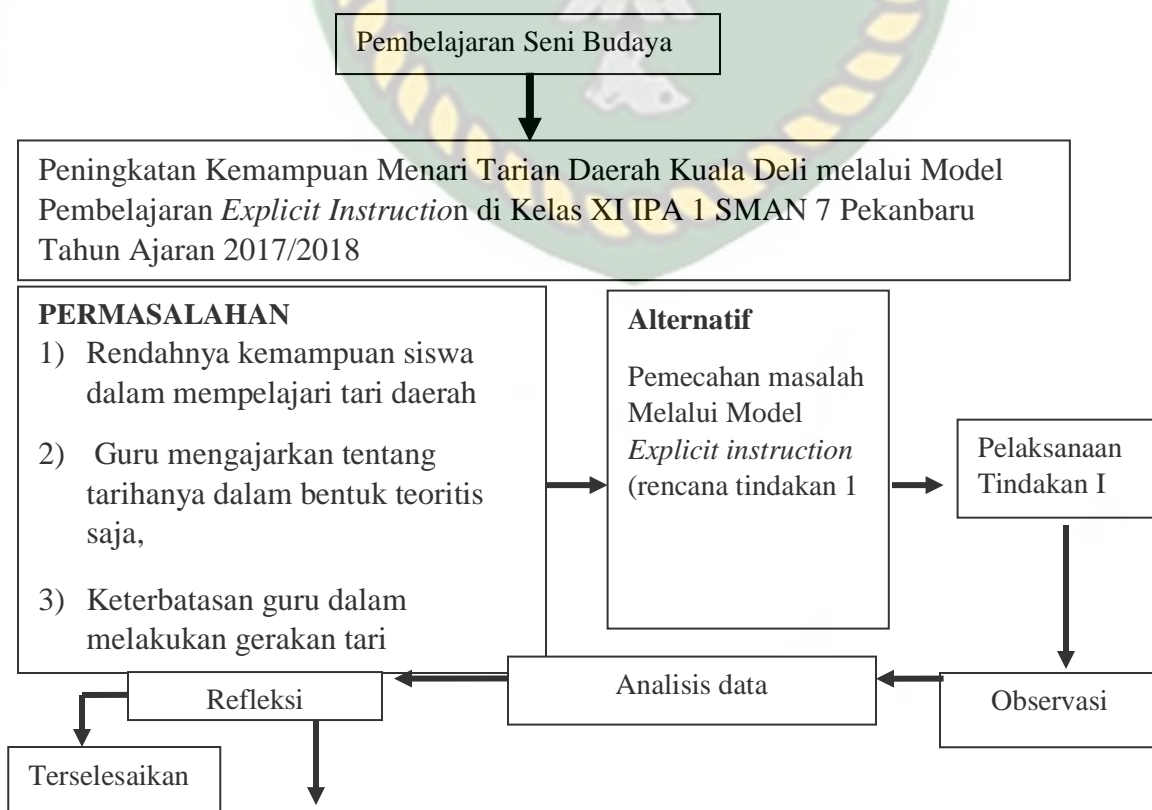 Pembelajaran Seni Budaya
Peningkatan Kemampuan Menari Tarian Daerah Kuala Deli melalui Model
Pembelajaran Explicit Instruction di Kelas XI IPA 1 SMAN 7 Pekanbaru
Tahun Ajaran 2017/2018
PERMASALAHAN
1) Rendahnya kemampuan siswa
dalam mempelajari tari daerah
2) Guru mengajarkan tentang
tarihanya dalam bentuk teoritis
saja,
3) Keterbatasan guru dalam
melakukan gerakan tari
Alternatif
Pemecahan masalah
Melalui Model
Explicit instruction
(rencana tindakan 1
Pelaksanaan
Tindakan I
Observasi
Analisis data
Refleksi
Terselesaikan